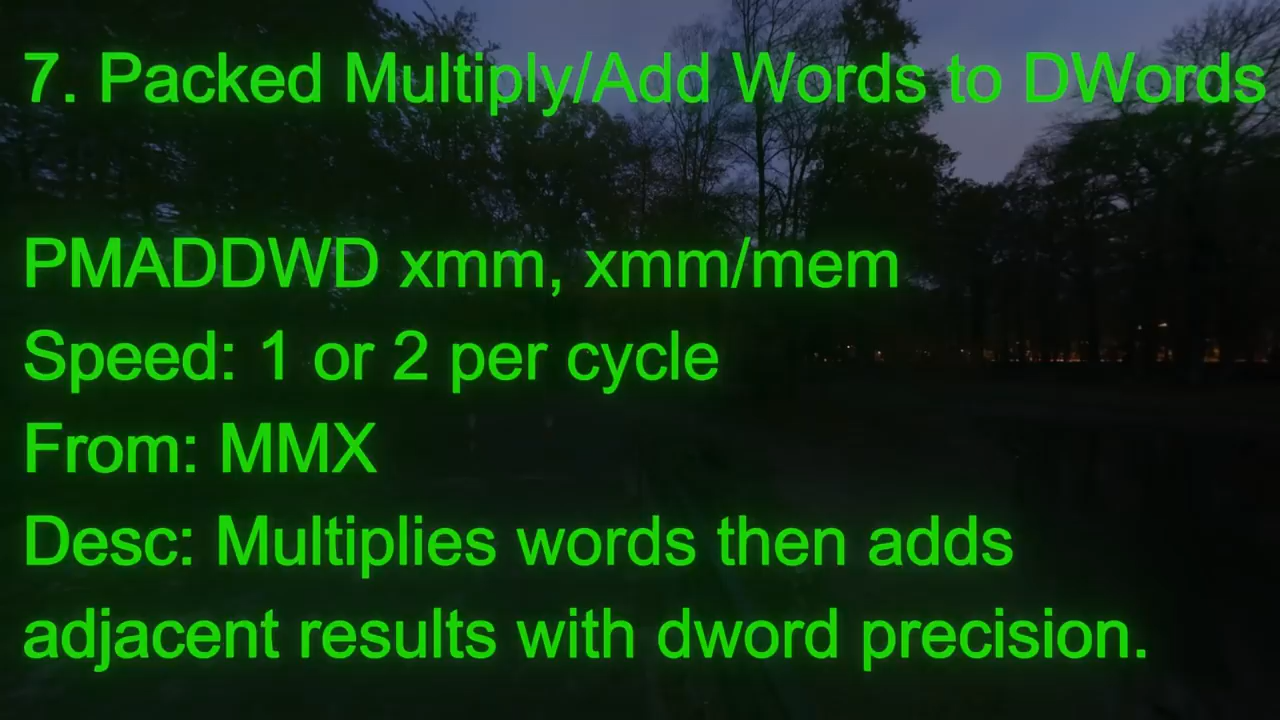 7. Packed Multiply/Add Words to DWords
PMADDWD xmm, xmm/mem
Speed: 1 or 2 per cycle
From: MMX
Desc: Multiplies words then adds
adjacent results with dword precision.